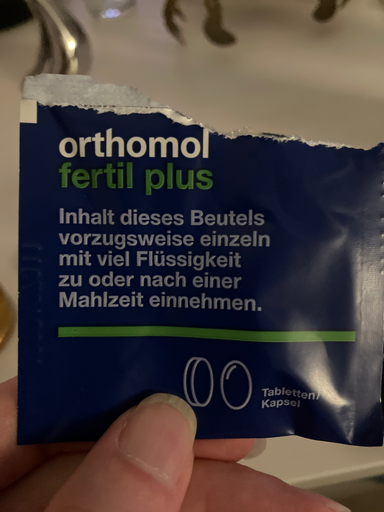 orthomol
fertil plus
Inhalt dieses Beutels
vorzugsweise einzeln
mit viel Flüssigkeit
zu oder nach einer
Mahlzeit einnehmen.
Tabletten/
Kapsel